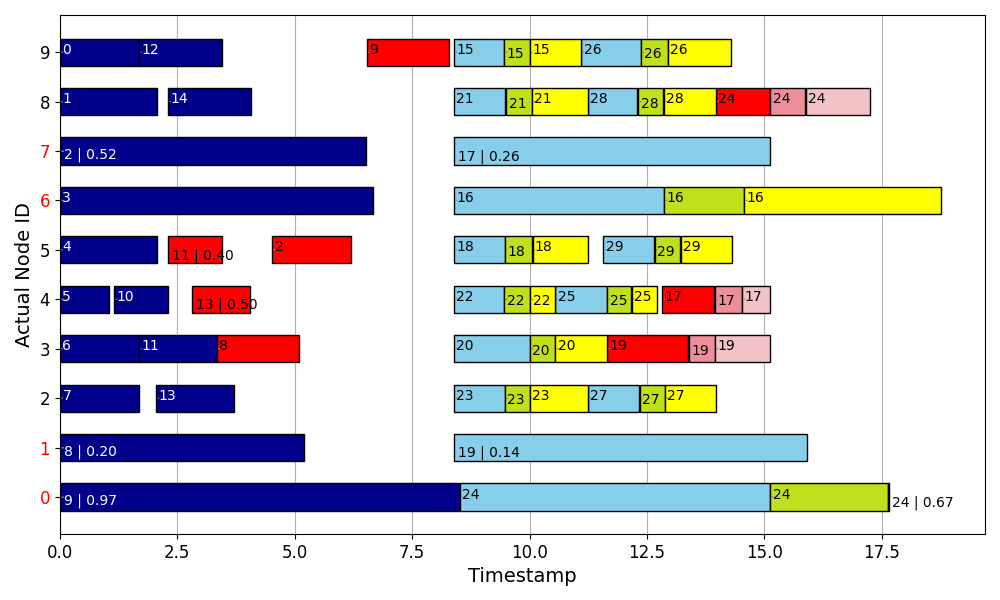 9 0 12 9 15 15 15 26 26 26
8 1 14 21 21 21 28 28 28 24 24 24
7 2 | 0.52 17 | 0.26
6 3 16 16 16
5 4 11 | 0.40 2 18 18 18 29 29 29
4 5 10 13 | 0.50 22 22 22 25 25 25 17 17 17
3 6 11 8 20 20 20 19 19 19
2 7 13 23 23 23 27 27 27
1 8 | 0.20 19 | 0.14
0 9 | 0.97 24 24 24 | 0.67
0.0 2.5 5.0 7.5 10.0 12.5 15.0 17.5
Timestamp
Actual Node ID